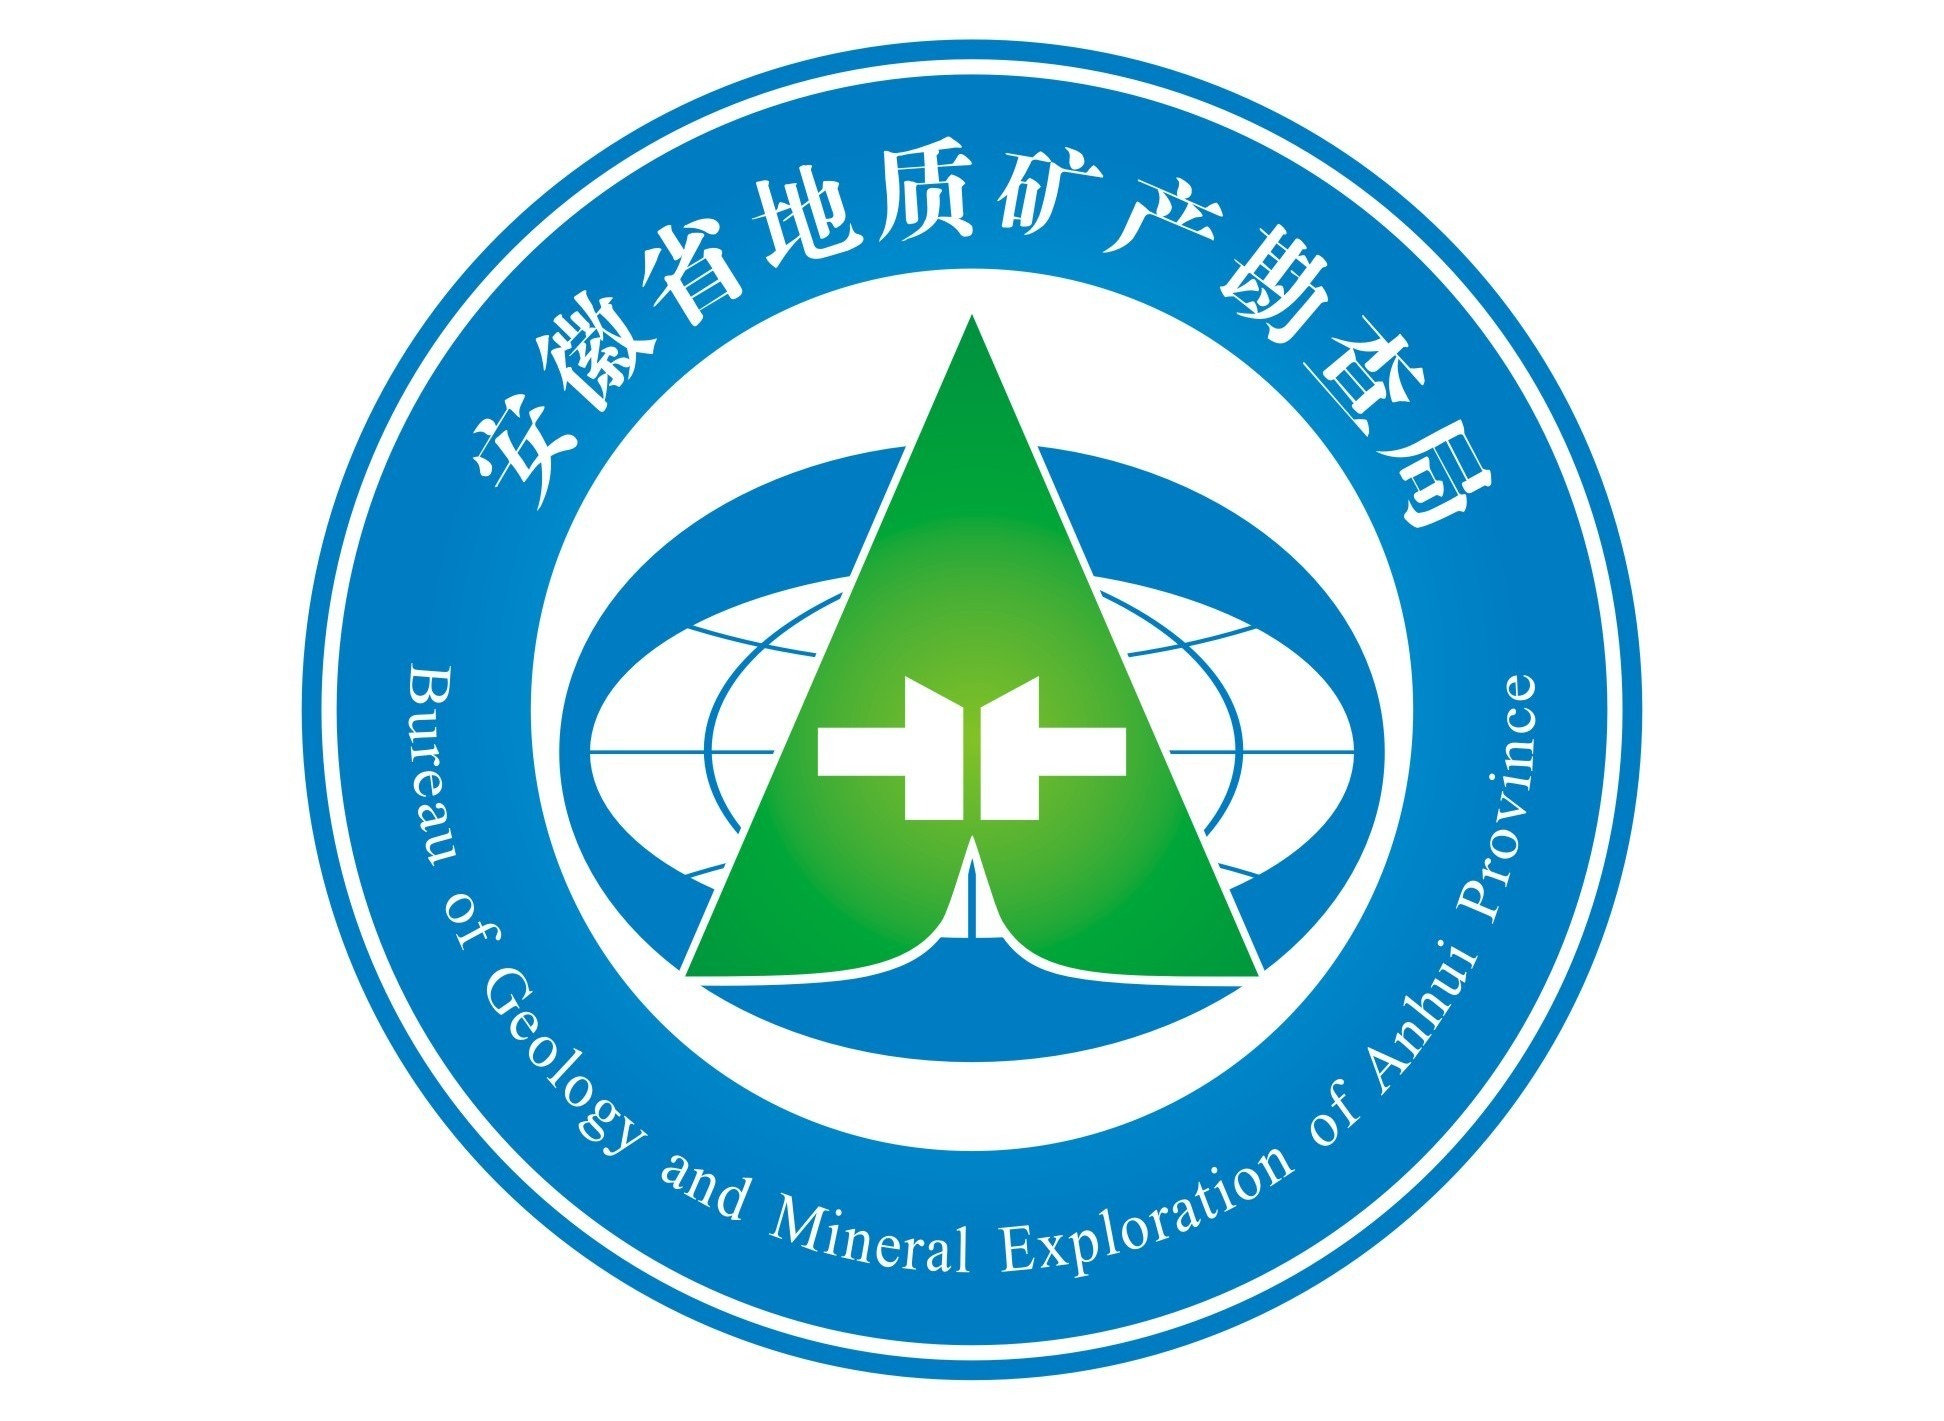 安徽省地质矿产勘查局
Bureau of Geology and Mineral Exploration of Anhui Province